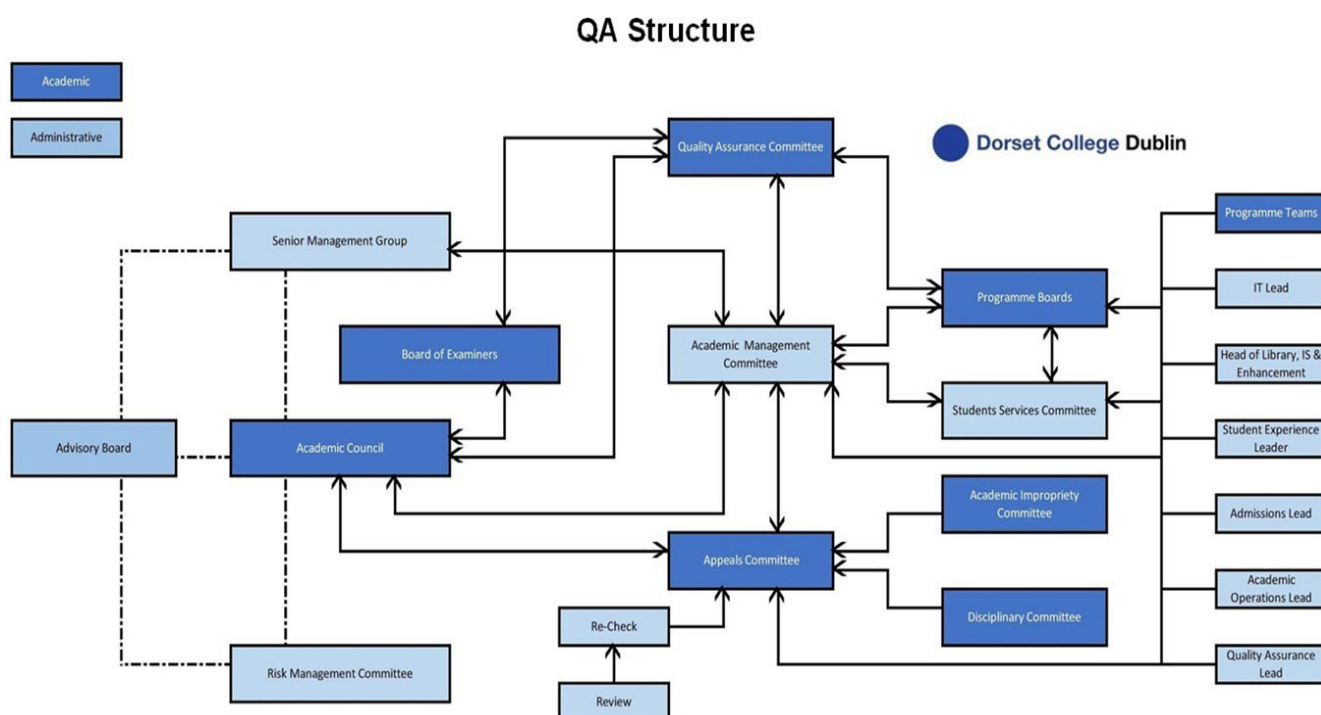 QA Structure
Academic
Administrative
Quality Assurance Committee
Dorset College Dublin
Programme Teams
Senior Management Group
IT Lead
Programme Boards
Board of Examiners
Academic Management
Committee
Head of Library, IS &
Enhancement
Students Services Committee
Advisory Board
Academic Council
Student Experience
Leader
Academic Impropriety
Committee
Admissions Lead
Appeals Committee
Academic
Operations Lead
Re-Check
Disciplinary Committee
Risk Management Committee
Quality Assurance
Lead
Review